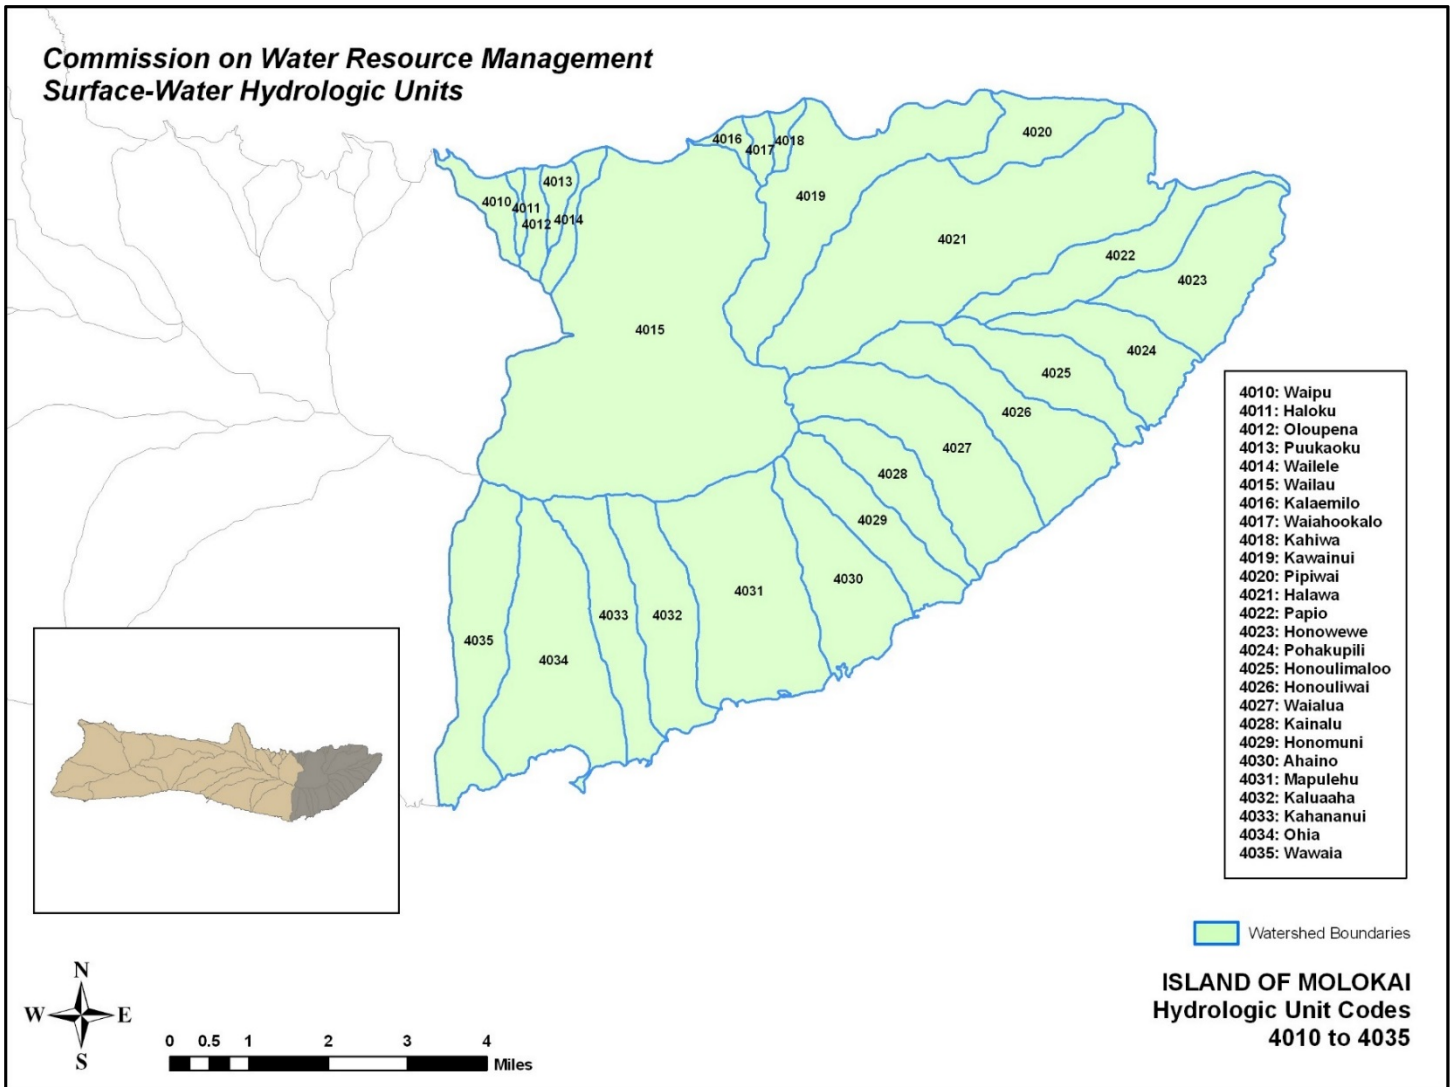 Commission on Water Resource Management
Surface-Water Hydrologic Units
4016
4017
4018
4020
4010
4011
4012
4013
4014
4019
4021
4022
4023
4015
4024
4025
4026
4027
4028
4029
4030
4031
4032
4033
4034
4035
4010: Waipu
4011: Haloku
4012: Oloupena
4013: Puukaoku
4014: Wailele
4015: Wailau
4016: Kalaemilo
4017: Waiahookalo
4018: Kahiwa
4019: Kawainui
4020: Pipiwai
4021: Halawa
4022: Papio
4023: Honowewe
4024: Pohakupili
4025: Honoulimaloo
4026: Honouliwai
4027: Waialua
4028: Kainalu
4029: Honomuni
4030: Ahaino
4031: Mapulehu
4032: Kaluaaha
4033: Kahananui
4034: Ohia
4035: Wawaia
Watershed Boundaries
ISLAND OF MOLOKAI
Hydrologic Unit Codes
4010 to 4035
N
W E
S
0 0.5 1 2 3 4
Miles